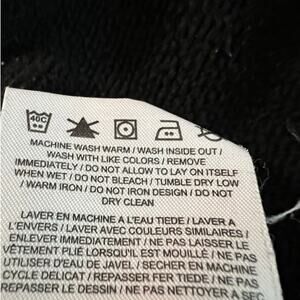 40C
MACHINE WASH WARM / WASH INSIDE OUT /
WASH WITH LIKE COLORS / REMOVE
IMMEDIATELY / DO NOT ALLOW TO LAY ON ITSELF
WHEN WET / DO NOT BLEACH / TUMBLE DRY LOW
/ WARM IRON / DO NOT IRON DESIGN / DO NOT
DRY CLEAN
LAVER EN MACHINE A L'EAU TIEDE / LAVER A
L'ENVERS / LAVER AVEC COULEURS SIMILAIRES /
ENLEVER IMMEDIATEMENT / NE PAS LAISSER LE
VÊTEMENT PLIÉ LORSQU'IL EST MOUILLÉ / NE PAS
UTILISER D'EAU DE JAVEL / SECHER EN MACHINE
CYCLE DELICAT / REPASSER FER TIEDE / NE PAS
REPASSER LE DESSIN / NE PAS NETTOYER A SEC